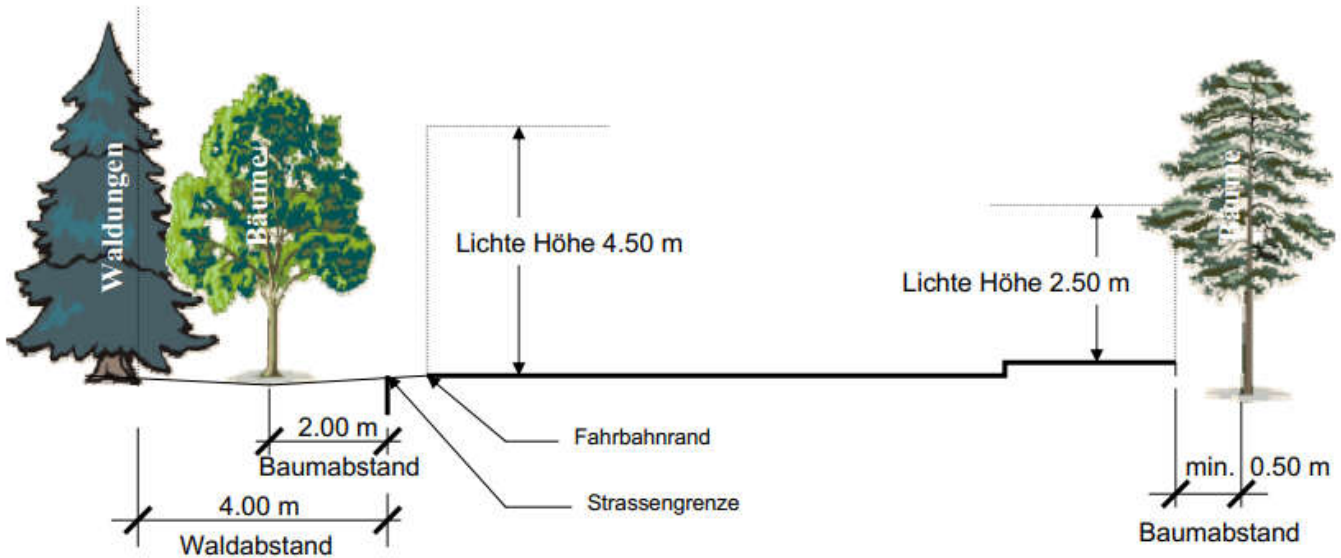 Waldungen
Bäume
Bäume
Lichte Höhe 4.50 m
Lichte Höhe 2.50 m
2.00 m
Baumabstand
4.00 m
Waldabstand
Fahrbahnrand
Strassengrenze
min. 0.50 m
Baumabstand